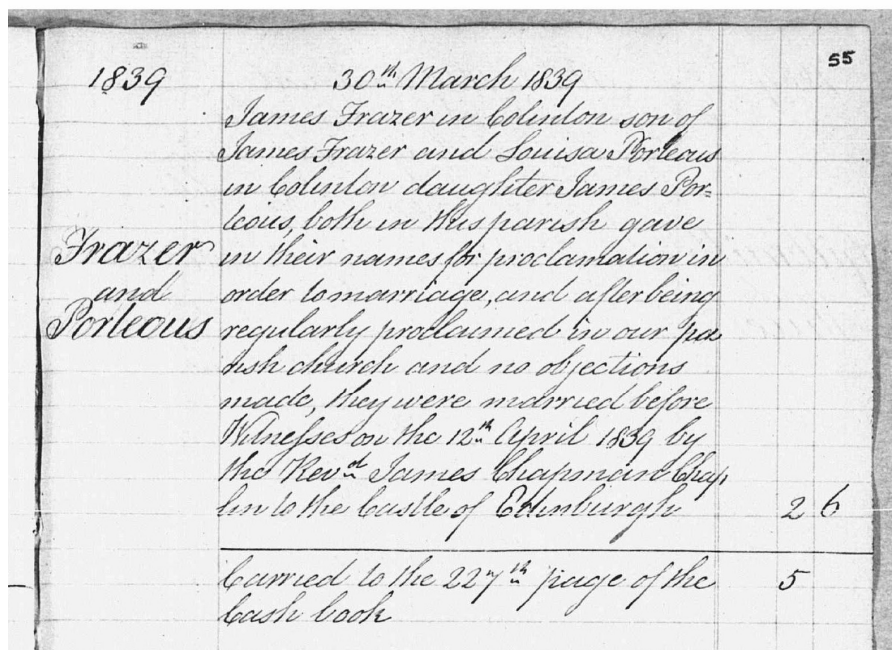 55
1839
30th March 1839
James Frazer in Colinton son of
James Frazer and Louisa Porteous
in Colinton daughter James Por=
teous, both in this parish gave
in their names for proclamation in
order to marriage, and after being
regularly proclaimed in our pa
rish church and no objections
made, they were married before
Witnesses on the 12th April 1839 by
the Revd James Chapman Chap
lin to the Castle of Edinburgh 2 6
Frazer
and
Porteous
Carried to the 227th page of the 5
Cash book